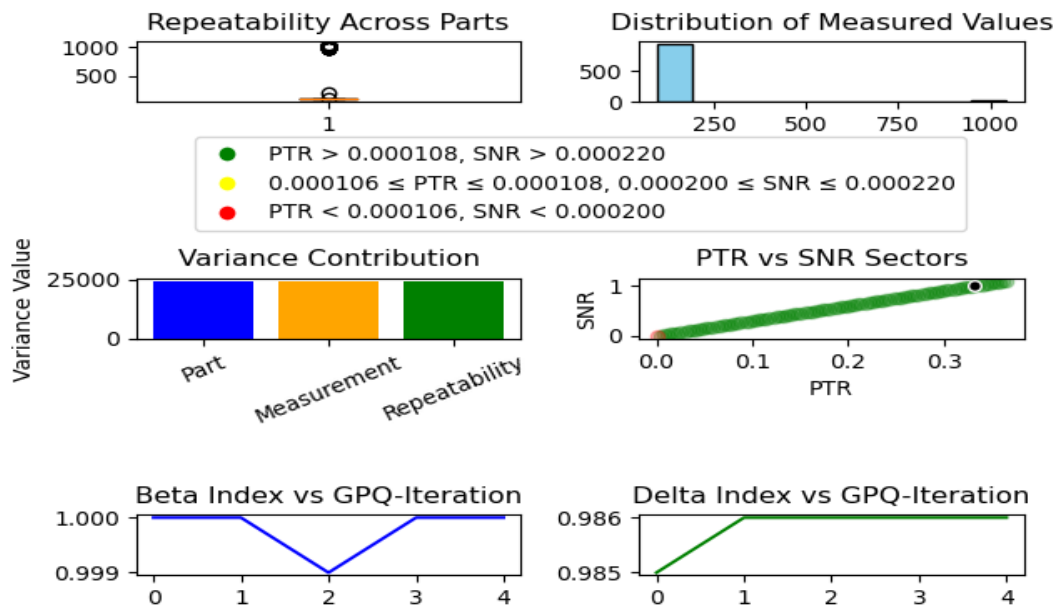 Repeatability Across Parts
1000
500
1
Distribution of Measured Values
500
0
250
500
750
1000
PTR > 0.000108, SNR > 0.000220
0.000106 ≤ PTR ≤ 0.000108, 0.000200 ≤ SNR ≤ 0.000220
PTR < 0.000106, SNR < 0.000200
Variance Contribution
Variance Value
25000
0
Part
Measurement
Repeatability
PTR vs SNR Sectors
SNR
1
0
0.0
0.1
0.2
0.3
PTR
Beta Index vs GPQ-Iteration
1.000
0.999
0
1
2
3
4
Delta Index vs GPQ-Iteration
0.986
0.985
0
1
2
3
4